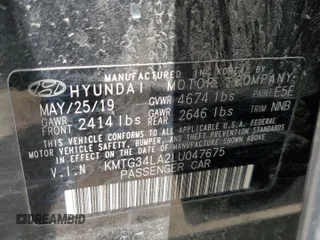 MANUFACTURED IN KOREA BY
HYUNDAI MOTOR COMPANY
MAY/25/19 GVWR 4674 lbs PAINT E5E
GAWR FRONT 2414 lbs GAWR REAR 2646 lbs TRIM NNB
THIS VEHICLE CONFORMS TO ALL APPLICABLE
FEDERAL MOTOR VEHICLE SAFETY, BUMPER,
AND THEFT PREVENTION STANDARDS IN EFFECT
ON THE DATE OF MANUFACTURE SHOWN ABOVE.
V.I.N KMTG34LA2LU047675
PASSENGER CAR
DREAMBID